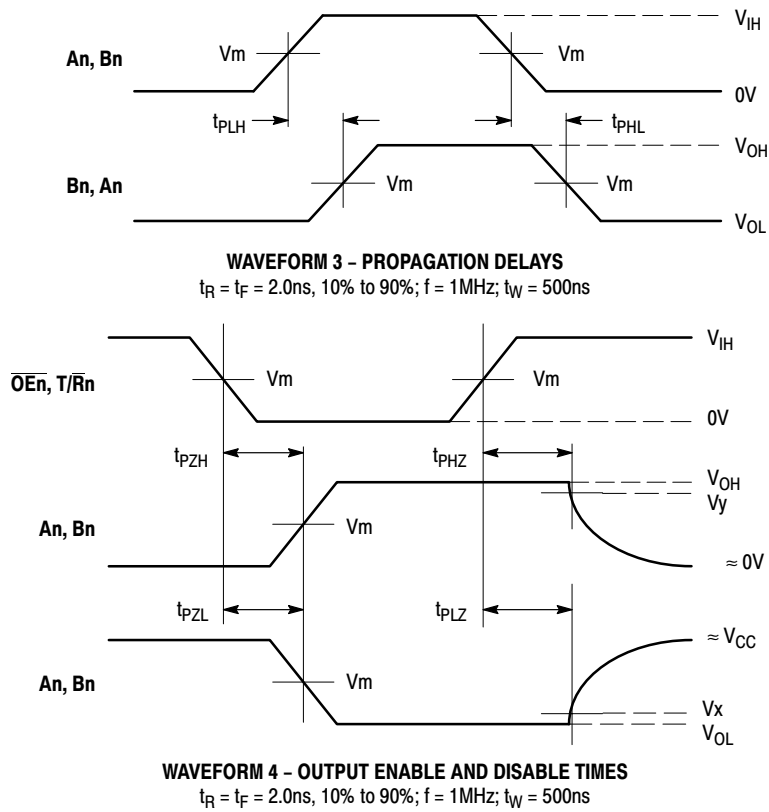 V_IH
An, Bn Vm Vm
0V
t_PLH t_PHL
V_OH
Bn, An Vm Vm
V_OL
WAVEFORM 3 – PROPAGATION DELAYS
t_R = t_F = 2.0ns, 10% to 90%; f = 1MHz; t_W = 500ns
V_IH
O̅E̅n̅, T/R̅n Vm Vm
0V
t_PZH t_PHZ
V_OH
Vy
An, Bn Vm
≈ 0V
t_PZL t_PLZ
≈ V_CC
An, Bn Vm
Vx
V_OL
WAVEFORM 4 – OUTPUT ENABLE AND DISABLE TIMES
t_R = t_F = 2.0ns, 10% to 90%; f = 1MHz; t_W = 500ns